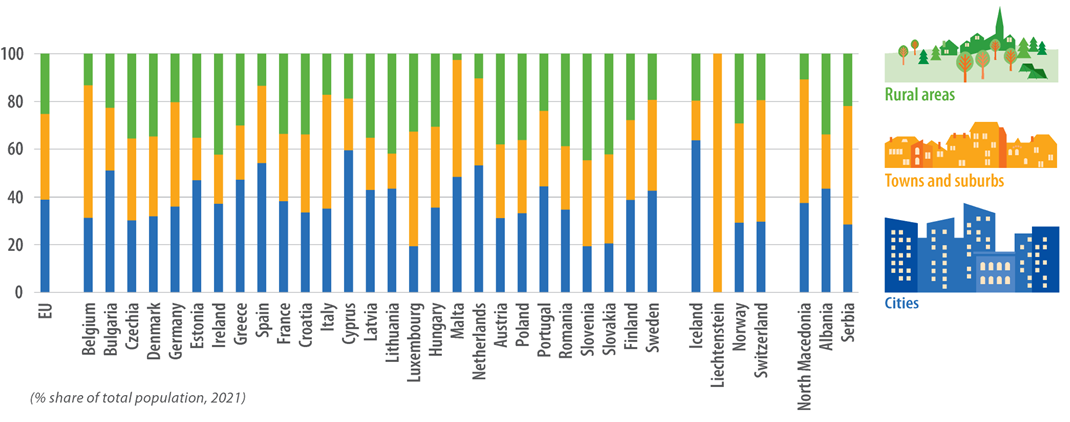 100
80
60
40
20
0
EU
Belgium
Bulgaria
Czechia
Denmark
Germany
Estonia
Ireland
Greece
Spain
France
Croatia
Italy
Cyprus
Latvia
Lithuania
Luxembourg
Hungary
Malta
Netherlands
Austria
Poland
Portugal
Romania
Slovenia
Slovakia
Finland
Sweden
Iceland
Liechtenstein
Norway
Switzerland
North Macedonia
Albania
Serbia
Rural areas
Towns and suburbs
Cities
(% share of total population, 2021)